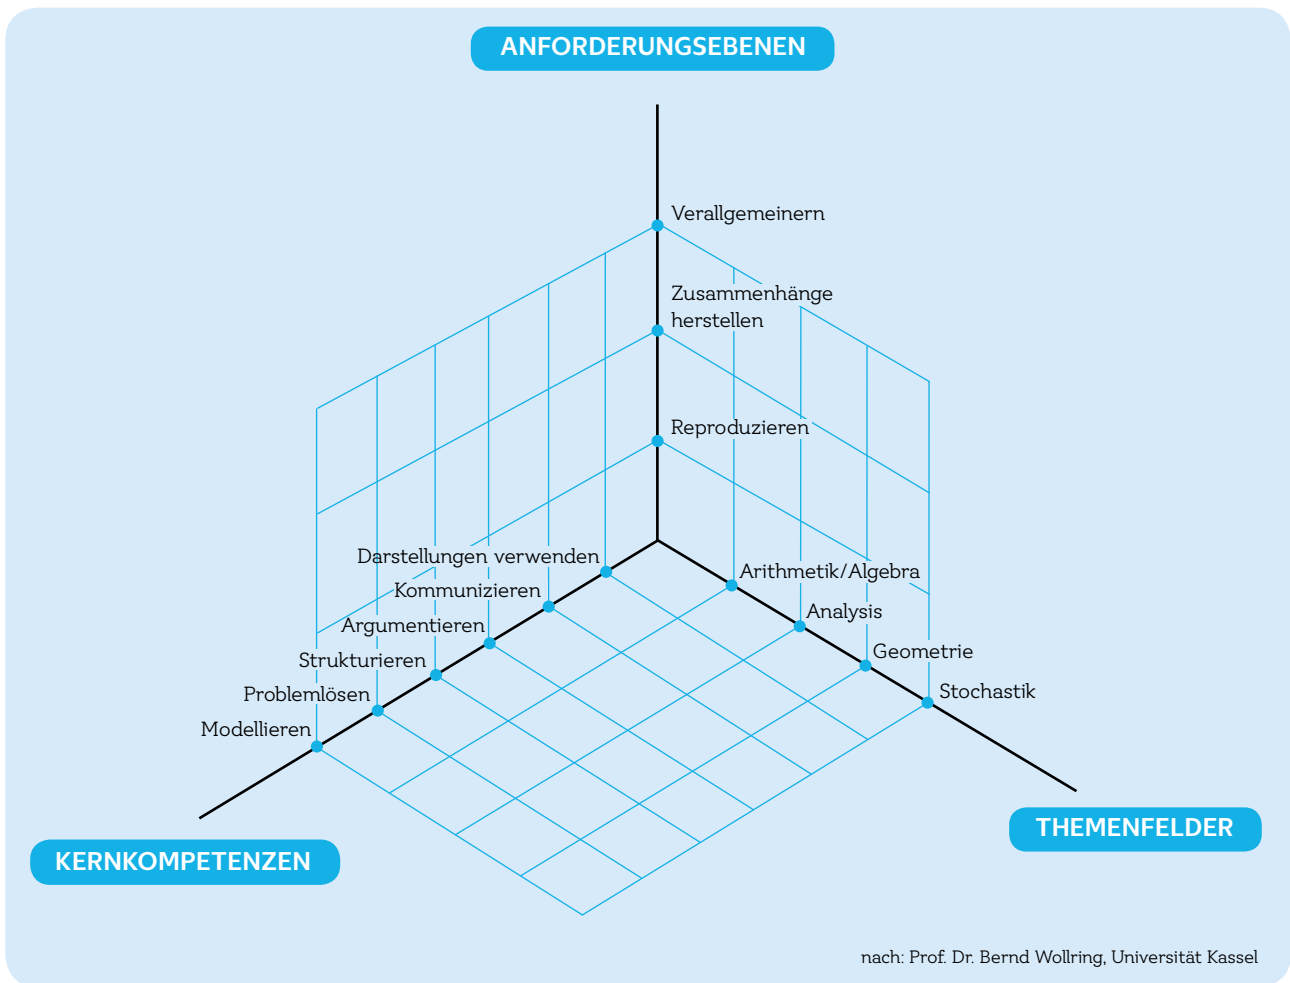 ANFORDERUNGSEBENEN
Verallgemeinern
Zusammenhänge
herstellen
Reproduzieren
Darstellungen verwenden
Kommunizieren
Argumentieren
Strukturieren
Problemlösen
Modellieren
Arithmetik/Algebra
Analysis
Geometrie
Stochastik
KERNKOMPETENZEN
THEMENFELDER
nach: Prof. Dr. Bernd Wollring, Universität Kassel